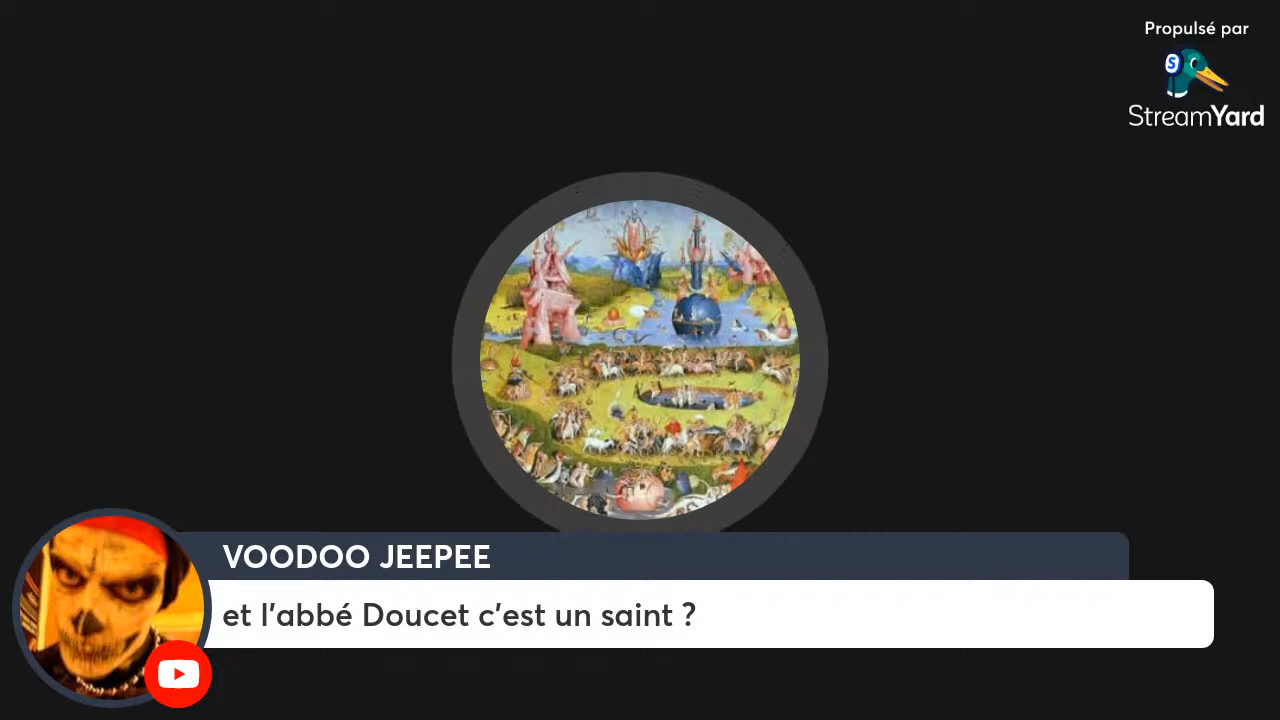 Propulsé par
S
StreamYard
VOODOO JEEPEE
et l'abbé Doucet c'est un saint ?